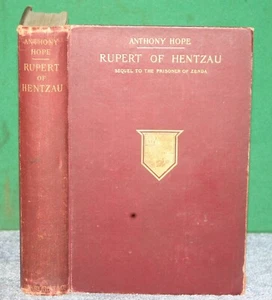 ANTHONY
HOPE
RUPERT
OF
HENTZAU
ANTHONY HOPE
RUPERT OF HENTZAU
SEQUEL TO THE PRISONER OF ZENDA